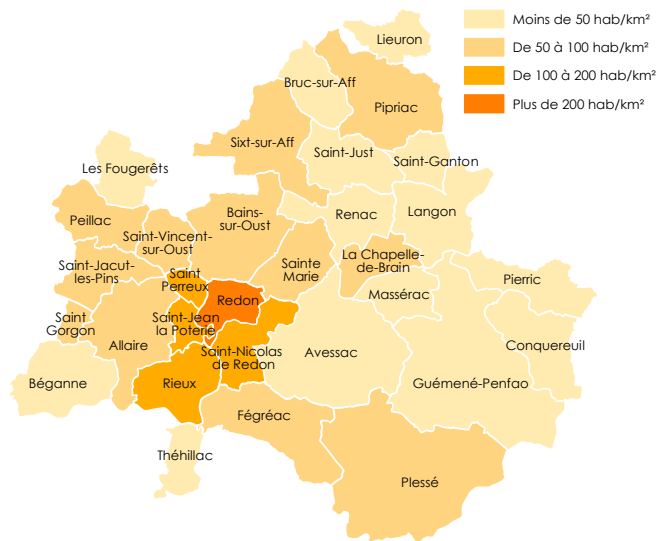 Moins de 50 hab/km²
De 50 à 100 hab/km²
De 100 à 200 hab/km²
Plus de 200 hab/km²
Lieuron
Bruc-sur-Aff
Pipriac
Sixt-sur-Aff
Saint-Just
Saint-Ganton
Les Fougerêts
Peillac
Bains-
sur-Oust
Renac
Langon
Saint-Vincent-
sur-Oust
Saint-Jacut-
les-Pins
Sainte
Marie
La Chapelle-
de-Brain
Saint
Perreux
Redon
Massérac
Pierric
Saint
Gorgon
Allaire
Saint-Jean
la Poterie
Saint-Nicolas
de Redon
Avessac
Conquereuil
Béganne
Rieux
Guémené-Penfao
Fégréac
Théhillac
Plessé